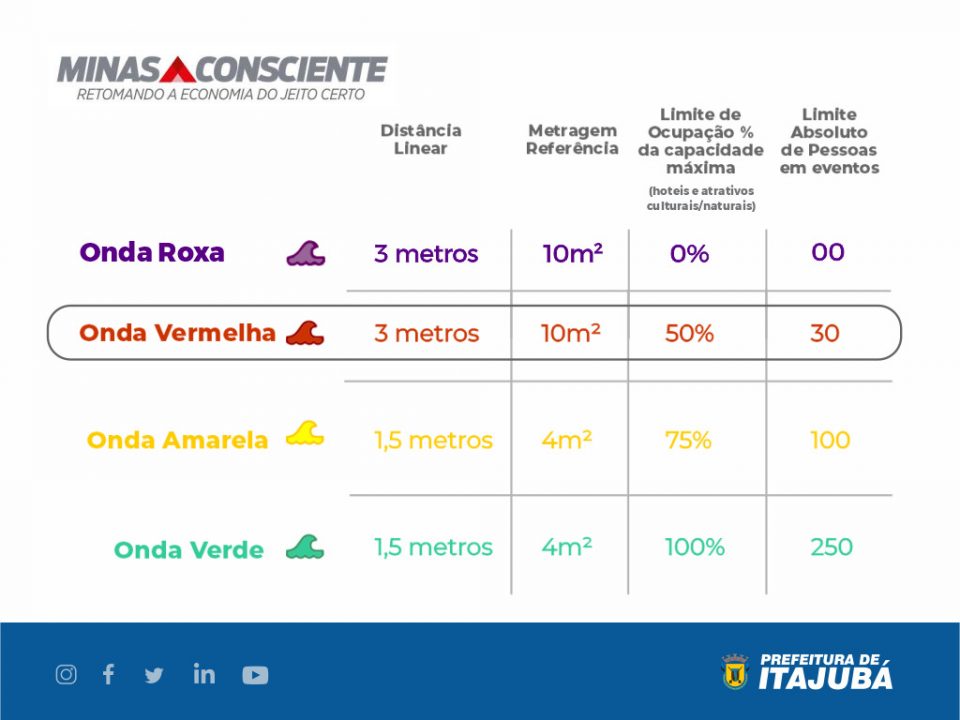 MINAS CONSCIENTE
RETOMANDO A ECONOMIA DO JEITO CERTO
Distância
Linear
Metragem
Referência
Limite de
Ocupação %
da capacidade
máxima
(hoteis e atrativos
culturais/naturais)
Limite
Absoluto
de Pessoas
em eventos
Onda Roxa 3 metros 10m² 0% 00
Onda Vermelha 3 metros 10m² 50% 30
Onda Amarela 1,5 metros 4m² 75% 100
Onda Verde 1,5 metros 4m² 100% 250
PREFEITURA DE
ITAJUBÁ